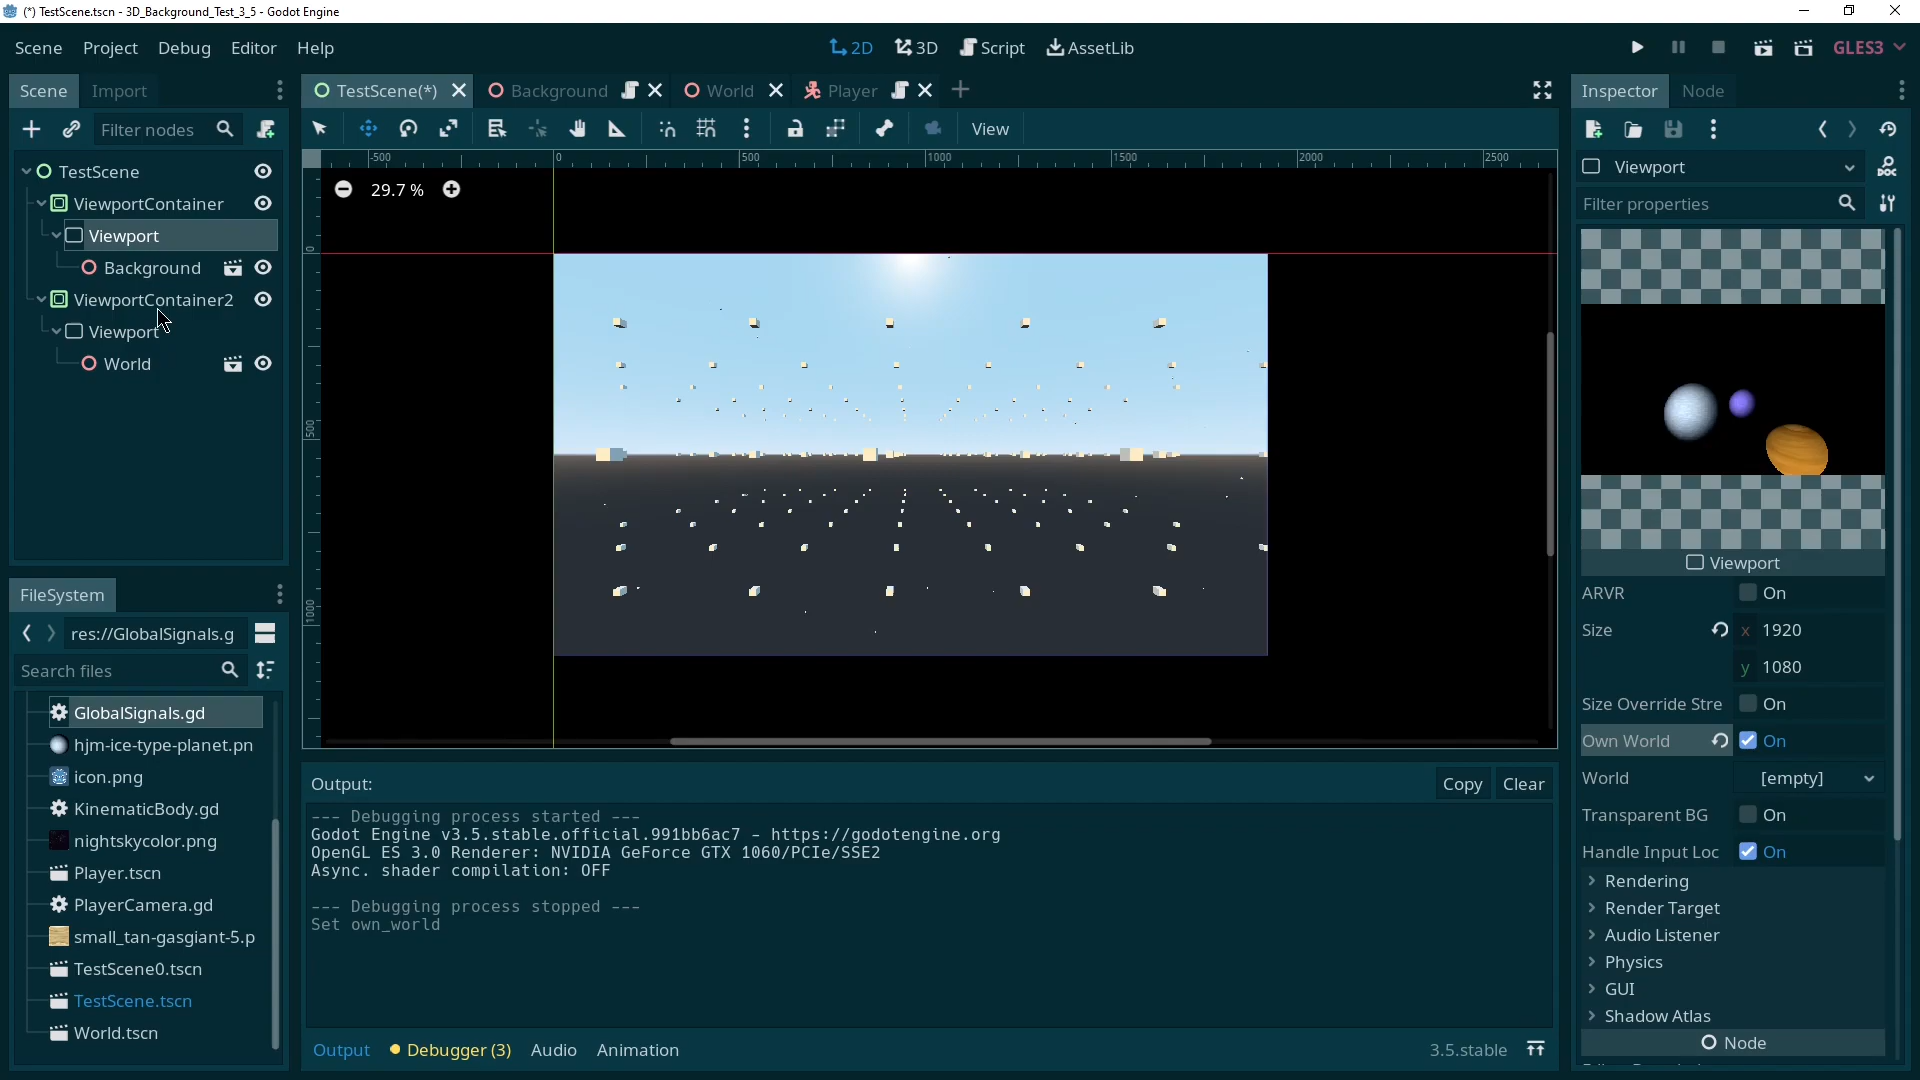 (*) TestScene.tscn - 3D_Background_Test_3_5 - Godot Engine
Scene Project Debug Editor Help
2D 3D Script AssetLib
GLES3
Scene Import
TestScene(*) Background World Player
Inspector Node
Filter nodes
View
TestScene
ViewportContainer
Viewport
Background
ViewportContainer2
Viewport
World
-500 0 500 1000 1500 2000 2500
0
500
1000
29.7 %
Viewport
Filter properties
Viewport
ARVR On
Size x 1920
y 1080
Size Override Stre On
Own World On
World [empty]
Transparent BG On
Handle Input Loc On
Rendering
Render Target
Audio Listener
Physics
GUI
Shadow Atlas
Node
FileSystem
res://GlobalSignals.g
Search files
GlobalSignals.gd
hjm-ice-type-planet.pn
icon.png
KinematicBody.gd
nightskycolor.png
Player.tscn
PlayerCamera.gd
small_tan-gasgiant-5.p
TestScene0.tscn
TestScene.tscn
World.tscn
Output: Copy Clear
--- Debugging process started ---
Godot Engine v3.5.stable.official.991bb6ac7 - https://godotengine.org
OpenGL ES 3.0 Renderer: NVIDIA GeForce GTX 1060/PCIe/SSE2
Async. shader compilation: OFF
--- Debugging process stopped ---
Set own_world
Output Debugger (3) Audio Animation 3.5.stable